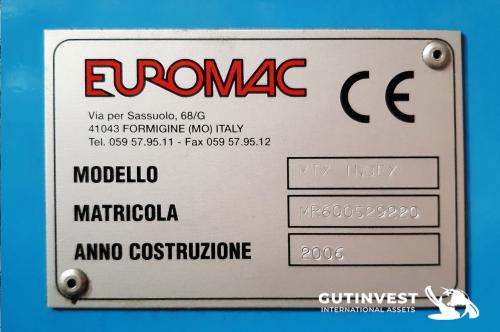 EUROMAC
CE
Via per Sassuolo, 68/G
41043 FORMIGINE (MO) ITALY
Tel. 059 57.95.11 - Fax 059 57.95.12
MODELLO MTX
MATRICOLA
ANNO COSTRUZIONE 2006
GUTINVEST
INTERNATIONAL ASSETS